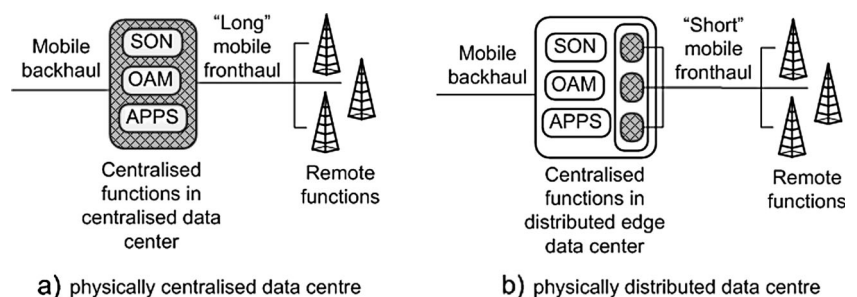 Mobile
backhaul
SON
OAM
APPS
“Long”
mobile
fronthaul
Centralised
functions in
centralised data
center
Remote
functions
a) physically centralised data centre
Mobile
backhaul
SON
OAM
APPS
“Short”
mobile
fronthaul
Centralised
functions in
distributed edge
data center
Remote
functions
b) physically distributed data centre